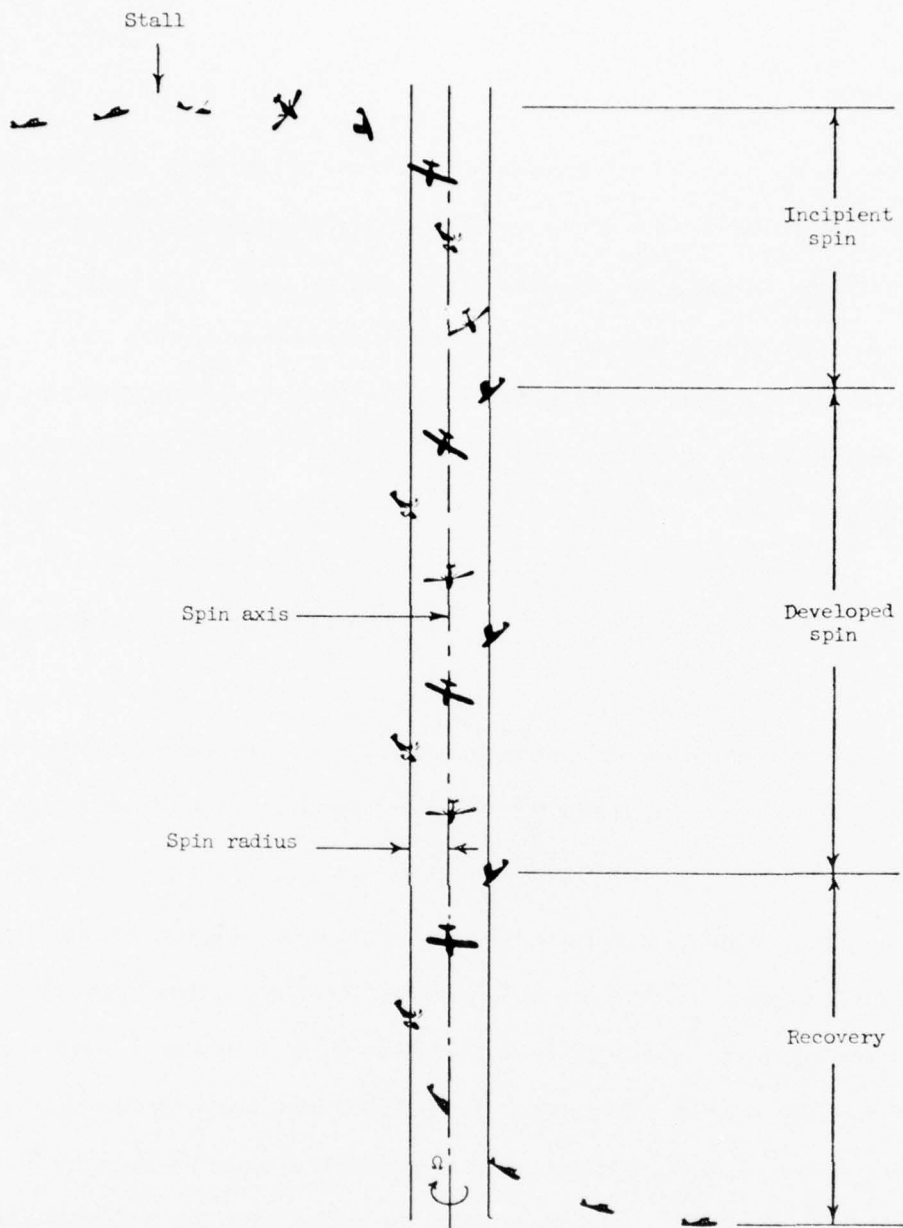 Stall
Incipient
spin
Spin axis
Developed
spin
Spin radius
Recovery
Ω